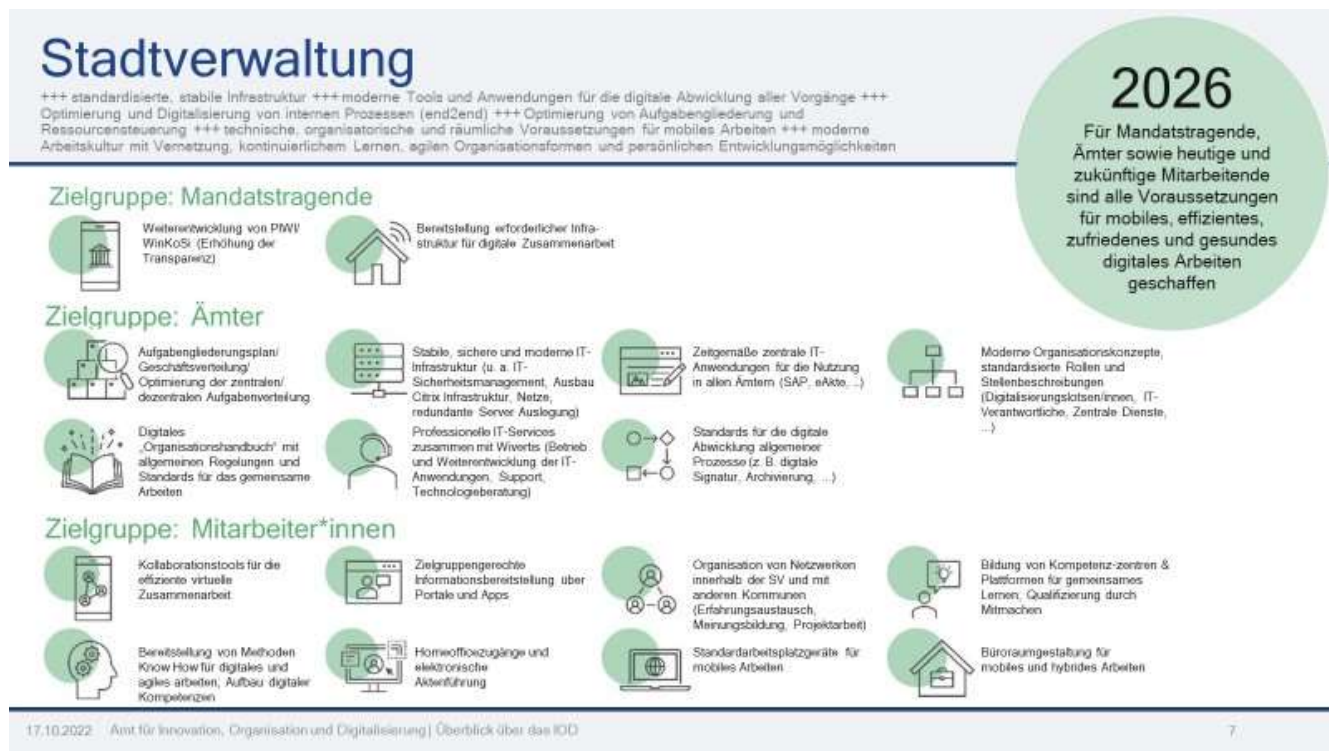 Stadtverwaltung
+++ standardisierte, stabile Infrastruktur +++ moderne Tools und Anwendungen für die digitale Abwicklung aller Vorgänge +++
Optimierung und Digitalisierung von internen Prozessen (end2end) +++ Optimierung von Aufgabengliederung und
Ressourcensteuerung +++ technische, organisatorische und räumliche Voraussetzungen für mobiles Arbeiten +++ moderne
Arbeitskultur mit Vernetzung, kontinuierlichem Lernen, agilen Organisationsformen und persönlichen Entwicklungsmöglichkeiten
2026
Für Mandatstragende,
Ämter sowie heutige und
zukünftige Mitarbeitende
sind alle Voraussetzungen
für mobiles, effizientes,
zufriedenes und gesundes
digitales Arbeiten
geschaffen
Zielgruppe: Mandatstragende
Weiterentwicklung von PIWI/
WinKoSi (Erhöhung der
Transparenz)
Bereitstellung erforderlicher Infra-
struktur für digitale Zusammenarbeit
Zielgruppe: Ämter
Aufgabengliederungsplan/
Geschäftsverteilung/
Optimierung der zentralen/
dezentralen Aufgabenverteilung
Stabile, sichere und moderne IT-
Infrastruktur (u. a. IT-
Sicherheitsmanagement, Ausbau
Citrix Infrastruktur, Netze,
redundante Server Auslegung)
Zeitgemäße zentrale IT-
Anwendungen für die Nutzung
in allen Ämtern (SAP, eAkte, ...)
Moderne Organisationskonzepte,
standardisierte Rollen und
Stellenbeschreibungen
(Digitalisierungslotsen/innen, IT-
Verantwortliche, Zentrale Dienste,
...)
Digitales
„Organisationshandbuch“ mit
allgemeinen Regelungen und
Standards für das gemeinsame
Arbeiten
Professionelle IT-Services
zusammen mit Wivertis (Betrieb
und Weiterentwicklung der IT-
Anwendungen, Support,
Technologieberatung)
Standards für die digitale
Abwicklung allgemeiner
Prozesse (z. B. digitale
Signatur, Archivierung, ...)
Zielgruppe: Mitarbeiter*innen
Kollaborationstools für die
effiziente virtuelle
Zusammenarbeit
Zielgruppengerechte
Informationsbereitstellung über
Portale und Apps
Organisation von Netzwerken
innerhalb der SV und mit
anderen Kommunen
(Erfahrungsaustausch,
Meinungsbildung, Projektarbeit)
Bildung von Kompetenz-zentren &
Plattformen für gemeinsames
Lernen; Qualifizierung durch
Mitmachen
Bereitstellung von Methoden
Know How für digitales und
agiles arbeiten; Aufbau digitaler
Kompetenzen
Homeofficezugänge und
elektronische
Aktenführung
Standardarbeitsplatzgeräte für
mobiles Arbeiten
Büroraumgestaltung für
mobiles und hybrides Arbeiten
17.10.2022 Amt für Innovation, Organisation und Digitalisierung | Überblick über das IOD 7